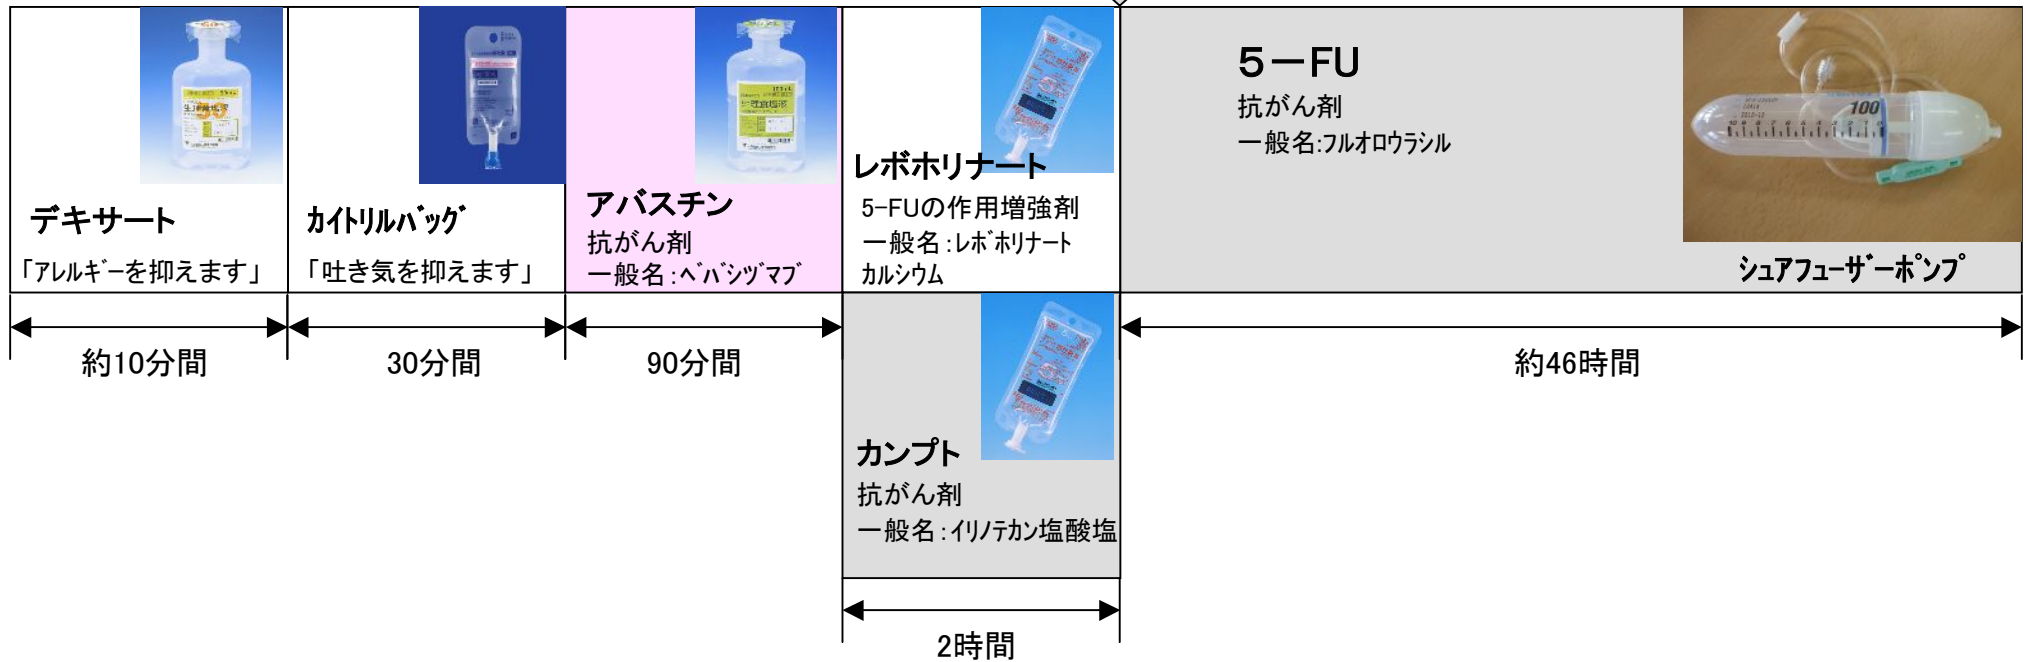 デキサート
「アレルギーを抑えます」
カイトリルバッグ
「吐き気を抑えます」
アバスチン
抗がん剤
一般名:ベバシヅマブ
レボホリナート
5-FUの作用増強剤
一般名:レボホリナート
カルシウム
5-FU
抗がん剤
一般名:フルオロウラシル
100
シュアフューザーポンプ
約10分間
30分間
90分間
約46時間
カンプト
抗がん剤
一般名:イリノテカン塩酸塩
2時間